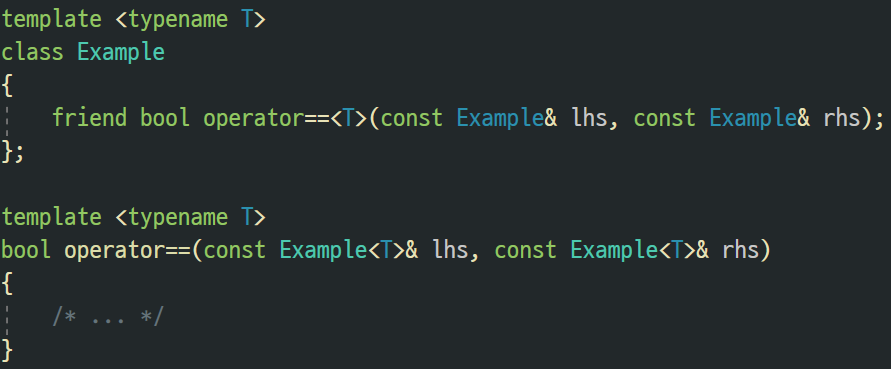 template <typename T>
class Example
{
    friend bool operator==<T>(const Example& lhs, const Example& rhs);
};

template <typename T>
bool operator==(const Example<T>& lhs, const Example<T>& rhs)
{
    /* ... */
}